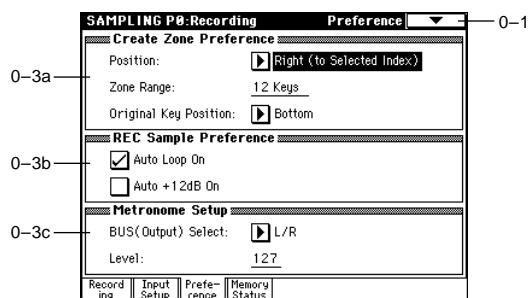 SAMPLING P0:Recording Preference
0–1
Create Zone Preference
Position: Right (to Selected Index)
0–3a
Zone Range: 12 Keys
Original Key Position: Bottom
REC Sample Preference
0–3b
Auto Loop On
Auto +12dB On
Metronome Setup
0–3c
BUS(Output) Select: L/R
Level: 127
Record Input Prefe- Memory
ing Setup rence Status